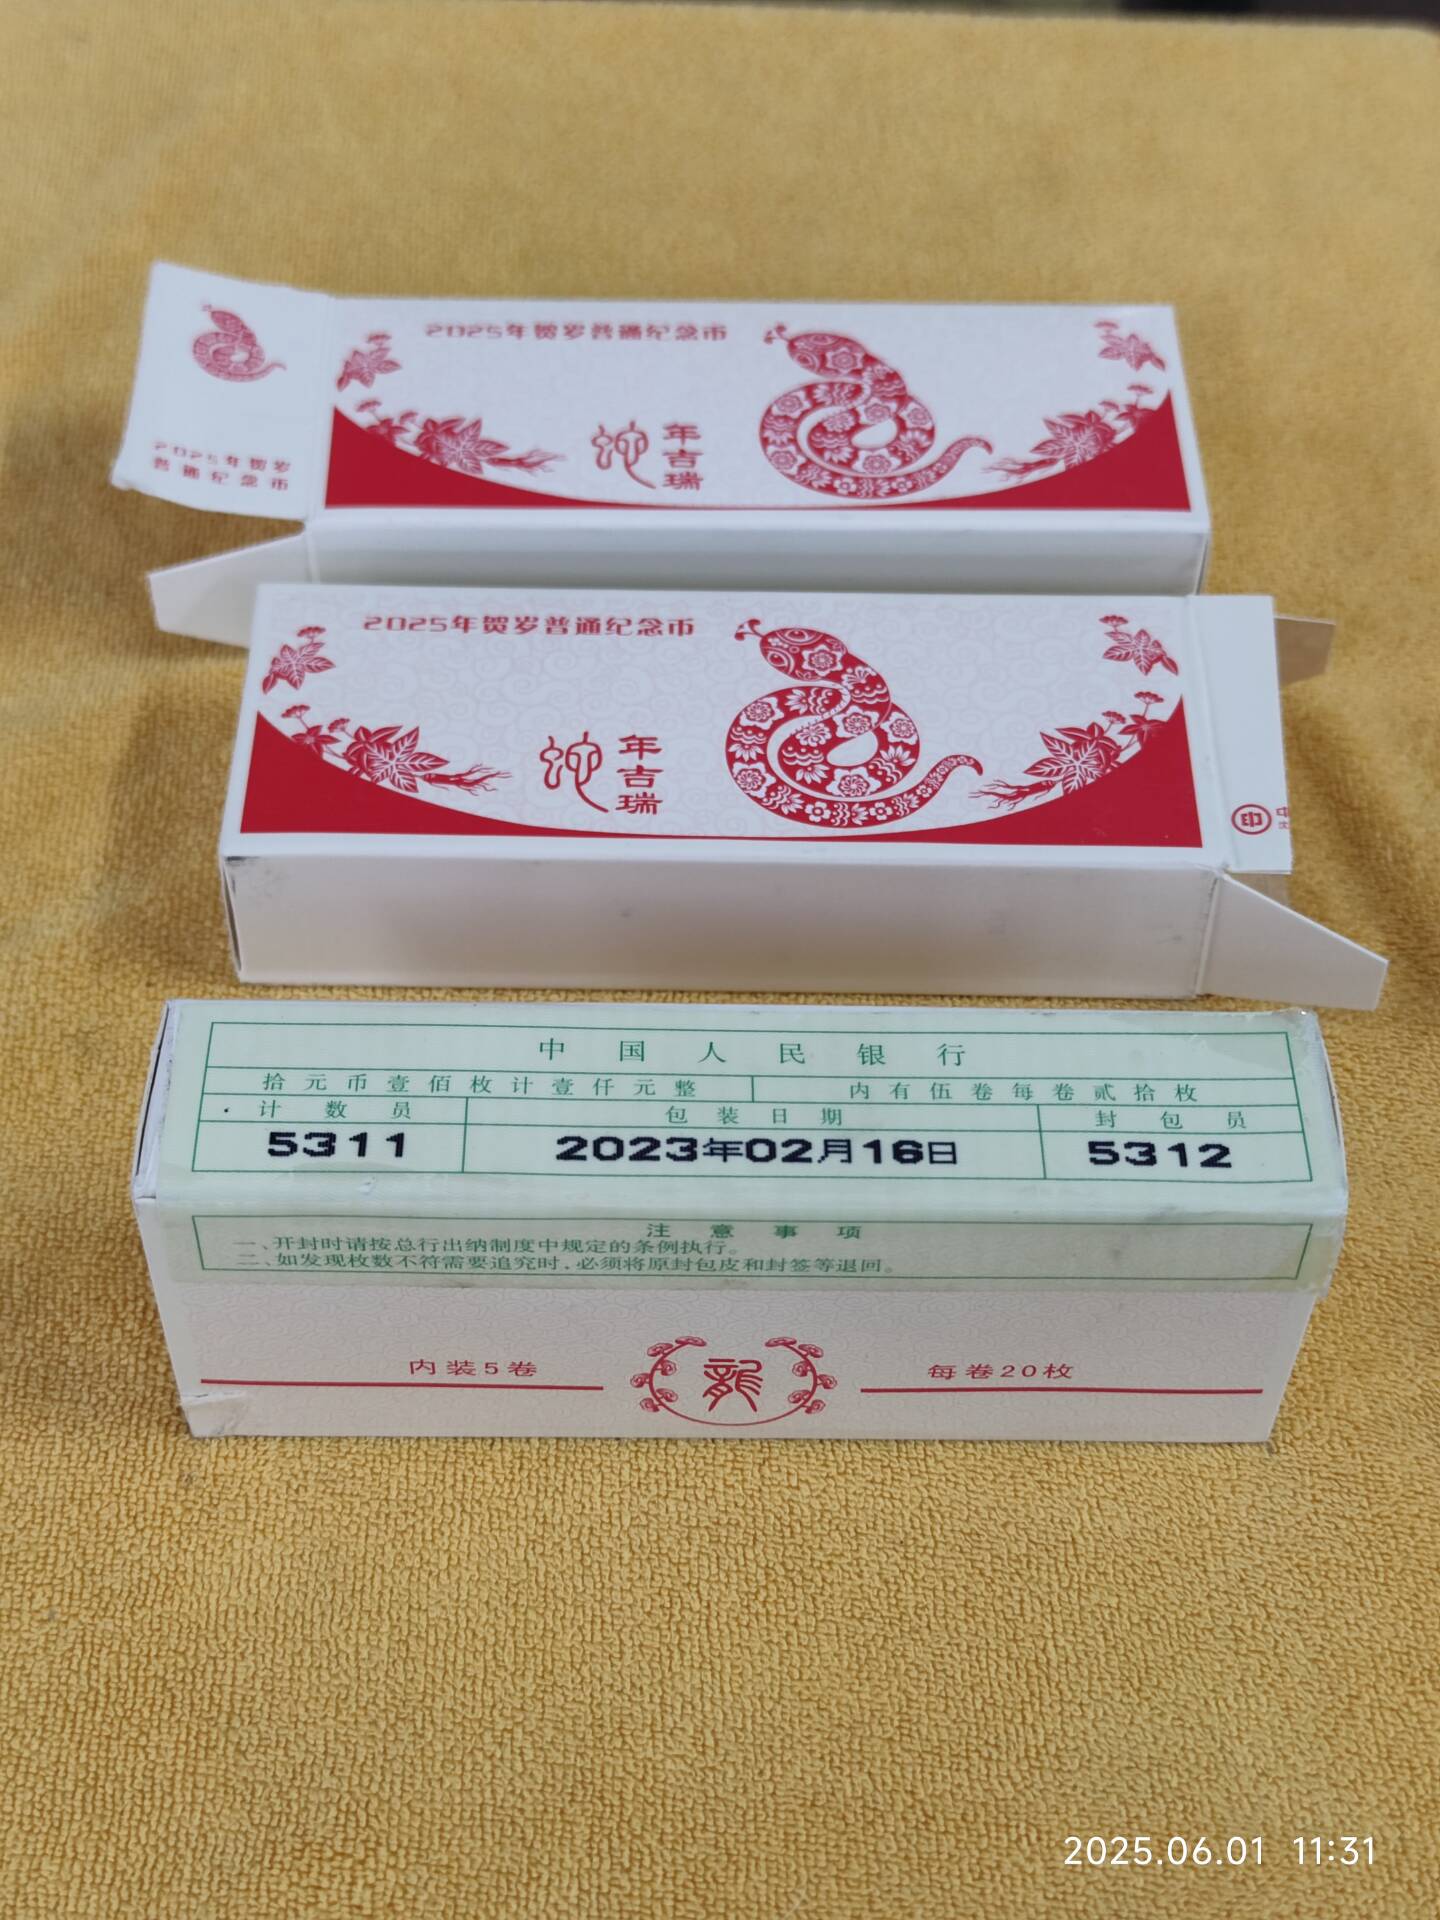 2025年贺岁普通纪念币
蛇
年吉瑞
2025年贺岁
普通纪念币
2025年贺岁普通纪念币
蛇
年吉瑞
印
中国人民银行
拾元币壹佰枚计壹仟元整 内有伍卷每卷贰拾枚
计数员 包装日期 封包员
5311 2023年02月16日 5312
注意事项
一、开封时请按总行出纳制度中规定的条例执行。
二、如发现枚数不符需要追究时，必须将原封包皮和封签等退回。
内装5卷 龍 每卷20枚
2025.06.01 11:31